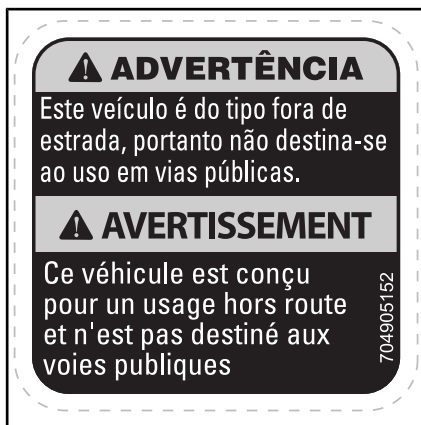 ADVERTÊNCIA
Este veículo é do tipo fora de
estrada, portanto não destina-se
ao uso em vias públicas.
AVERTISSEMENT
Ce véhicule est conçu
pour un usage hors route
et n'est pas destiné aux
voies publiques
704905152